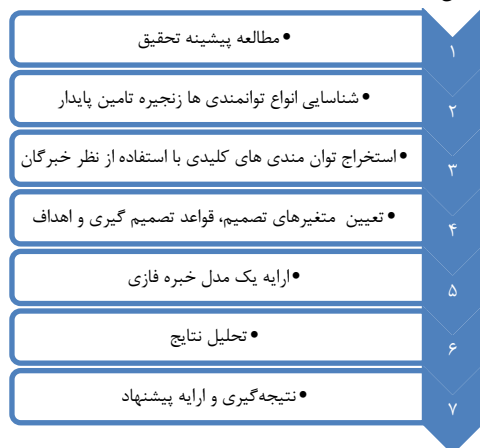 ۱
• مطالعه پیشینه تحقیق
۲
• شناسایی انواع توانمندی ها زنجیره تامین پایدار
۳
• استخراج توان مندی های کلیدی با استفاده از نظر خبرگان
۴
• تعیین متغیرهای تصمیم، قواعد تصمیم گیری و اهداف
۵
• ارایه یک مدل خبره فازی
۶
• تحلیل نتایج
۷
• نتیجه‌گیری و ارایه پیشنهاد